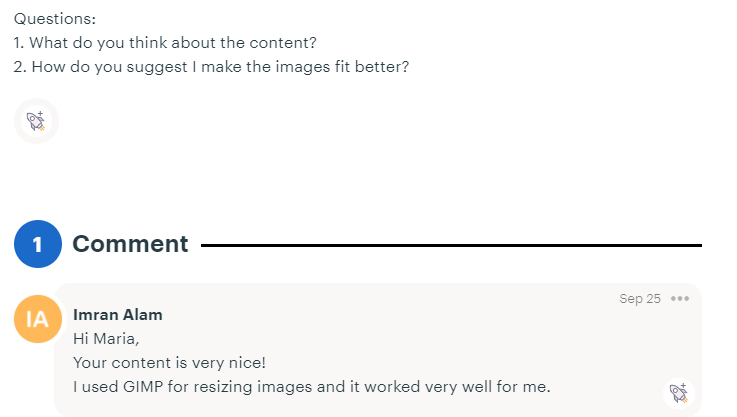 Questions:
1. What do you think about the content?
2. How do you suggest I make the images fit better?
1 Comment
Sep 25
IA
Imran Alam
Hi Maria,
Your content is very nice!
I used GIMP for resizing images and it worked very well for me.